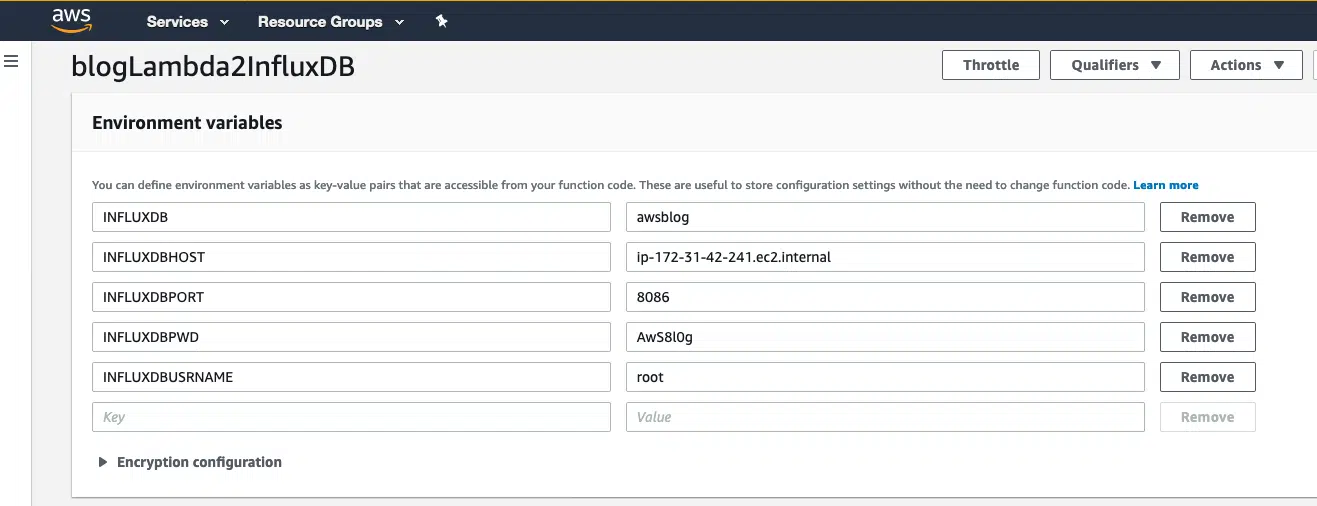 aws Services Resource Groups
blogLambda2InfluxDB Throttle Qualifiers Actions
Environment variables
You can define environment variables as key-value pairs that are accessible from your function code. These are useful to store configuration settings without the need to change function code. Learn more
INFLUXDB awsblog Remove
INFLUXDBHOST ip-172-31-42-241.ec2.internal Remove
INFLUXDBPORT 8086 Remove
INFLUXDBPWD AwS8l0g Remove
INFLUXDBUSRNAME root Remove
Key Value Remove
Encryption configuration